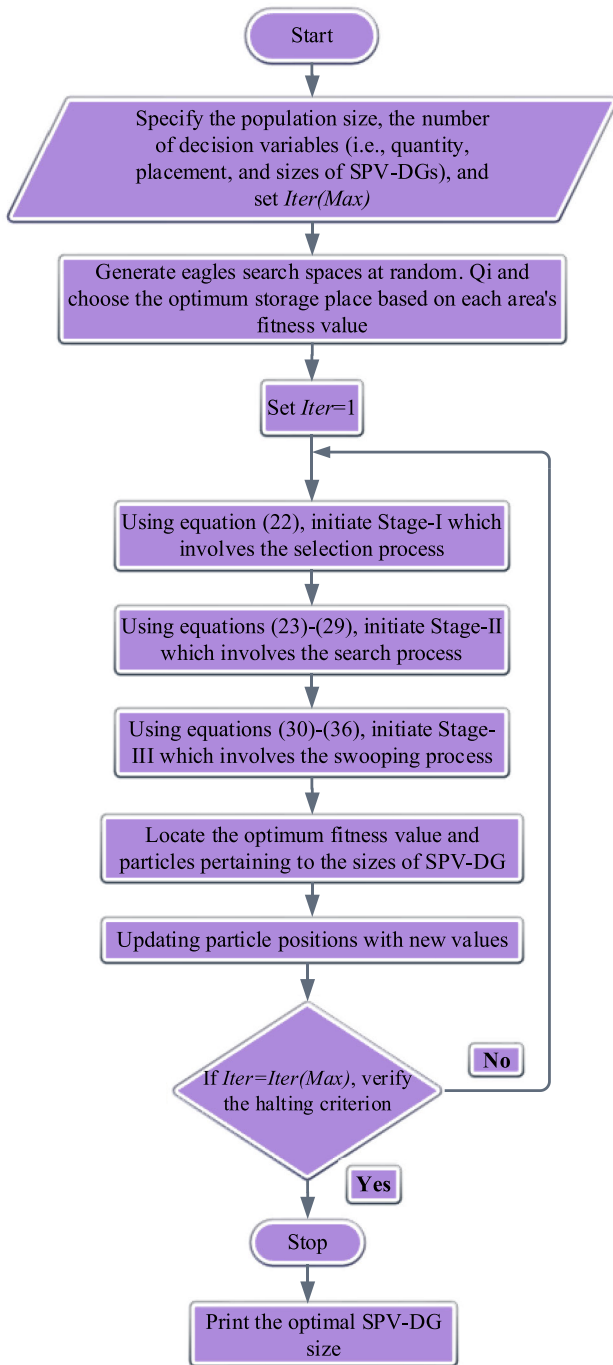 Start
Specify the population size, the number
of decision variables (i.e., quantity,
placement, and sizes of SPV-DGs), and
set Iter(Max)
Generate eagles search spaces at random. Qi and
choose the optimum storage place based on each area's
fitness value
Set Iter=1
Using equation (22), initiate Stage-I which
involves the selection process
Using equations (23)-(29), initiate Stage-II
which involves the search process
Using equations (30)-(36), initiate Stage-
III which involves the swooping process
Locate the optimum fitness value and
particles pertaining to the sizes of SPV-DG
Updating particle positions with new values
If Iter=Iter(Max), verify
the halting criterion
No
Yes
Stop
Print the optimal SPV-DG
size